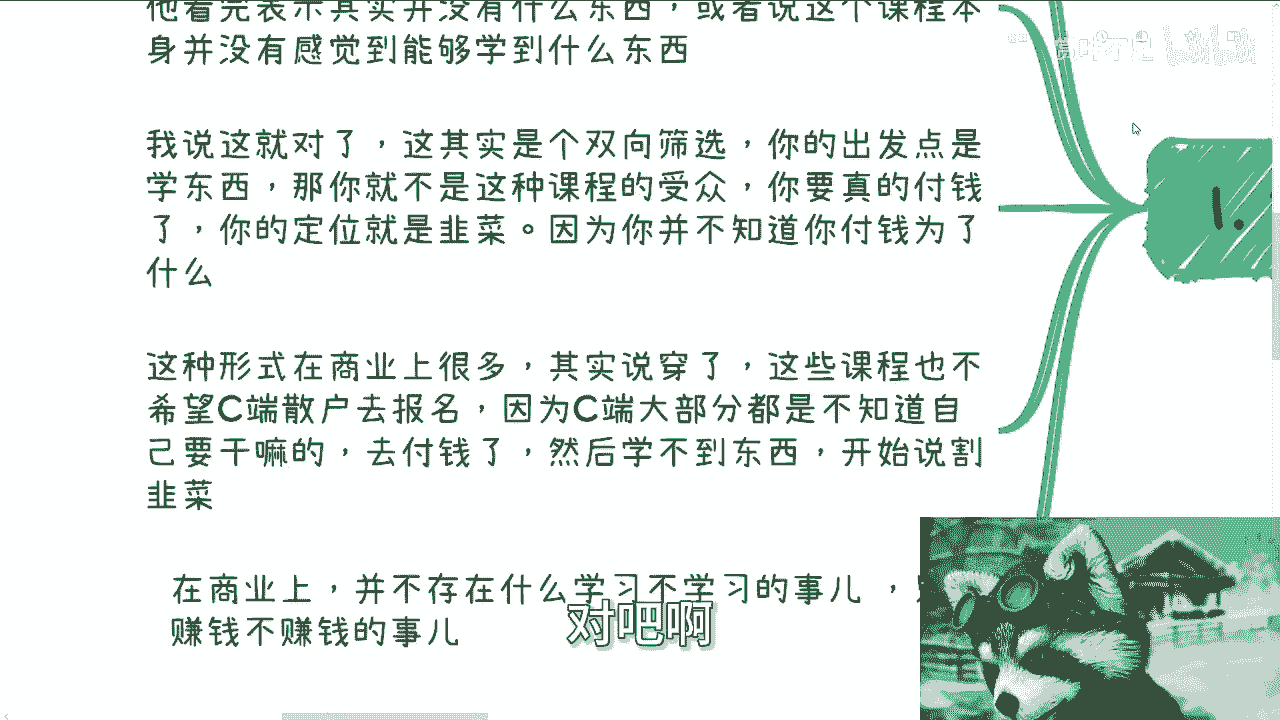 他看完表示其实并没有什么东西，或者说这个课程本
身并没有感觉到能够学到什么东西
我说这就对了，这其实是个双向筛选，你的出发点是
学东西，那你就不是这种课程的受众，你要真的付钱
了，你的定位就是韭菜。因为你并不知道你付钱为了
什么
1.
这种形式在商业上很多，其实说穿了，这些课程也不
希望C端散户去报名，因为C端大部分都是不知道自
己要干嘛的，去付钱了，然后学不到东西，开始说割
韭菜
在商业上，并不存在什么学习不学习的事儿，
赚钱不赚钱的事儿
对吧啊